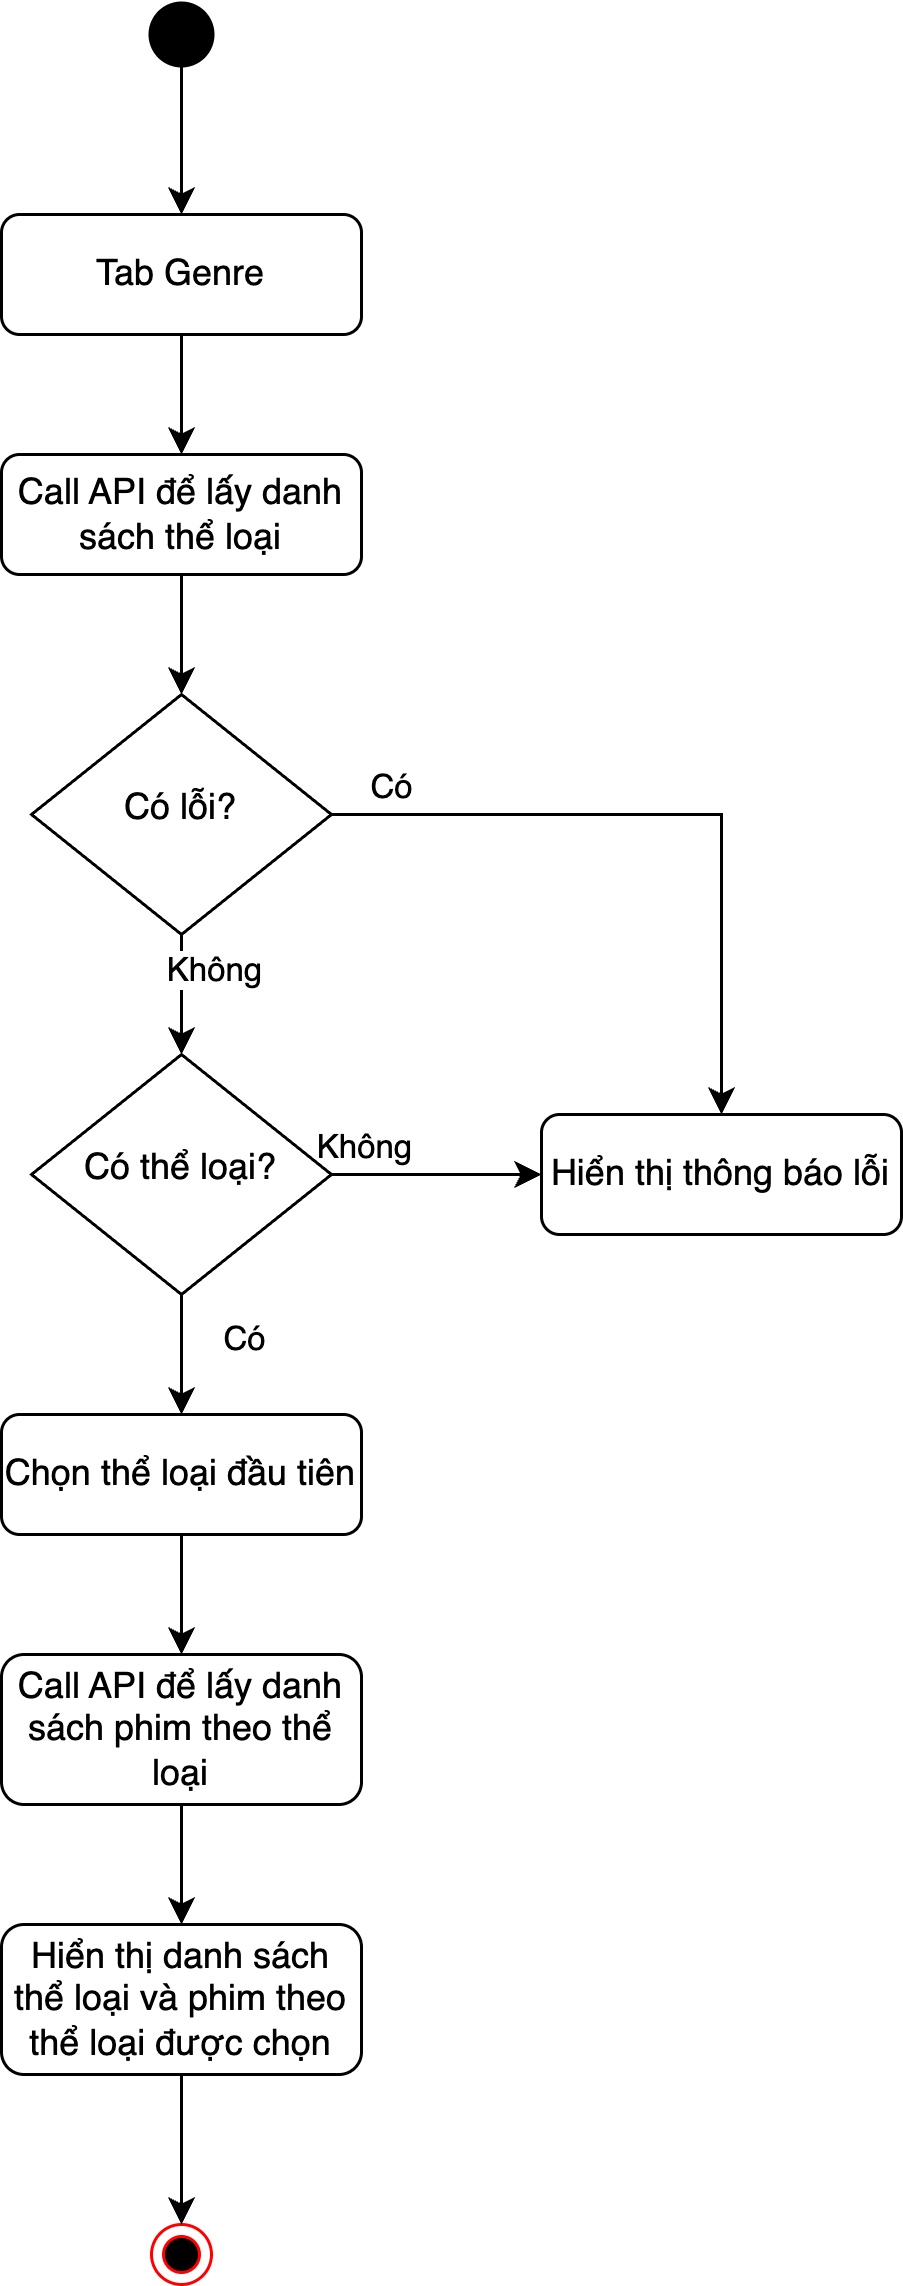 Tab Genre
Call API để lấy danh
sách thể loại
Có lỗi?
Có
Không
Có thể loại?
Không
Hiển thị thông báo lỗi
Có
Chọn thể loại đầu tiên
Call API để lấy danh
sách phim theo thể
loại
Hiển thị danh sách
thể loại và phim theo
thể loại được chọn